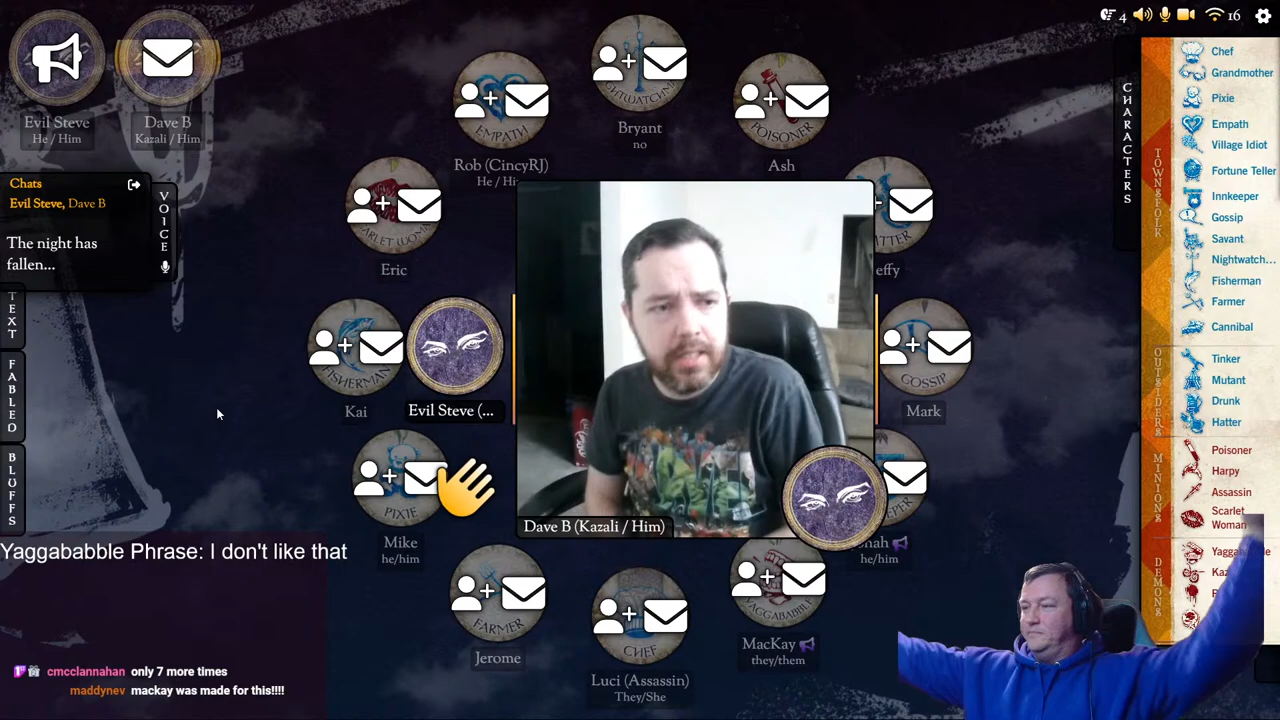 4
16
Evil Steve
He / Him
Dave B
Kazali / Him
Chats
Evil Steve, Dave B
The night has
fallen...
VOICE
TEXT
FABLED
BLUFFS
EMPATH
Rob (CincyRJ)
Bryant
no
POISONER
Ash
Eric
FISHERMAN
Kai
Evil Steve (...
GOSSIP
Mark
PIXIE
Mike
he/him
he/him
FARMER
Jerome
CHEF
Luci (Assassin)
They/She
YAGGABABBLE
MacKay
they/them
Dave B (Kazali / Him)
Yaggababble Phrase: I don't like that
cmcclannahan only 7 more times
maddynev mackay was made for this!!!!
CHARACTERS
TOWNSFOLK
Chef
Grandmother
Pixie
Empath
Village Idiot
Fortune Teller
Innkeeper
Gossip
Savant
Nightwatch...
Fisherman
Farmer
Cannibal
OUTSIDERS
Tinker
Mutant
Drunk
Hatter
MINIONS
Poisoner
Harpy
Assassin
Scarlet
Woman
DEMONS